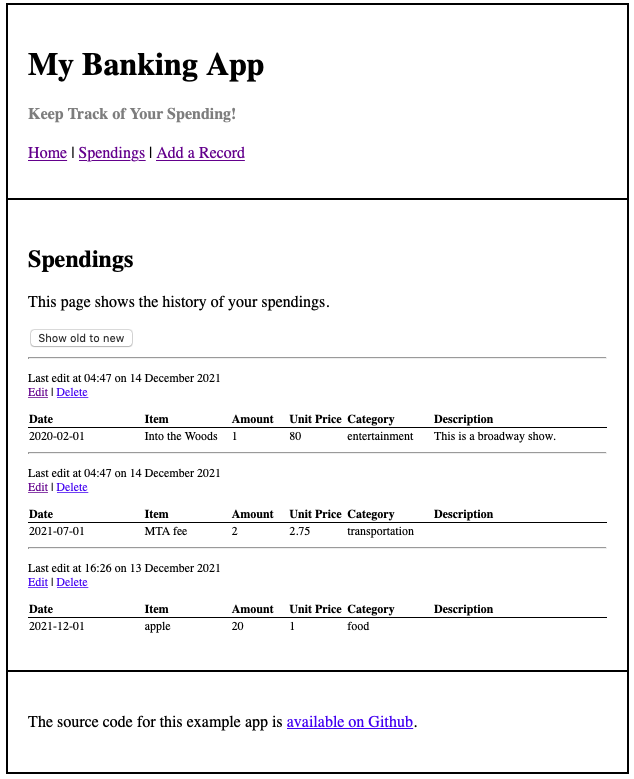 My Banking App
Keep Track of Your Spending!
Home | Spendings | Add a Record
Spendings
This page shows the history of your spendings.
Show old to new
Last edit at 04:47 on 14 December 2021
Edit | Delete
Date Item Amount Unit Price Category Description
2020-02-01 Into the Woods 1 80 entertainment This is a broadway show.
Last edit at 04:47 on 14 December 2021
Edit | Delete
Date Item Amount Unit Price Category Description
2021-07-01 MTA fee 2 2.75 transportation
Last edit at 16:26 on 13 December 2021
Edit | Delete
Date Item Amount Unit Price Category Description
2021-12-01 apple 20 1 food
The source code for this example app is available on Github.